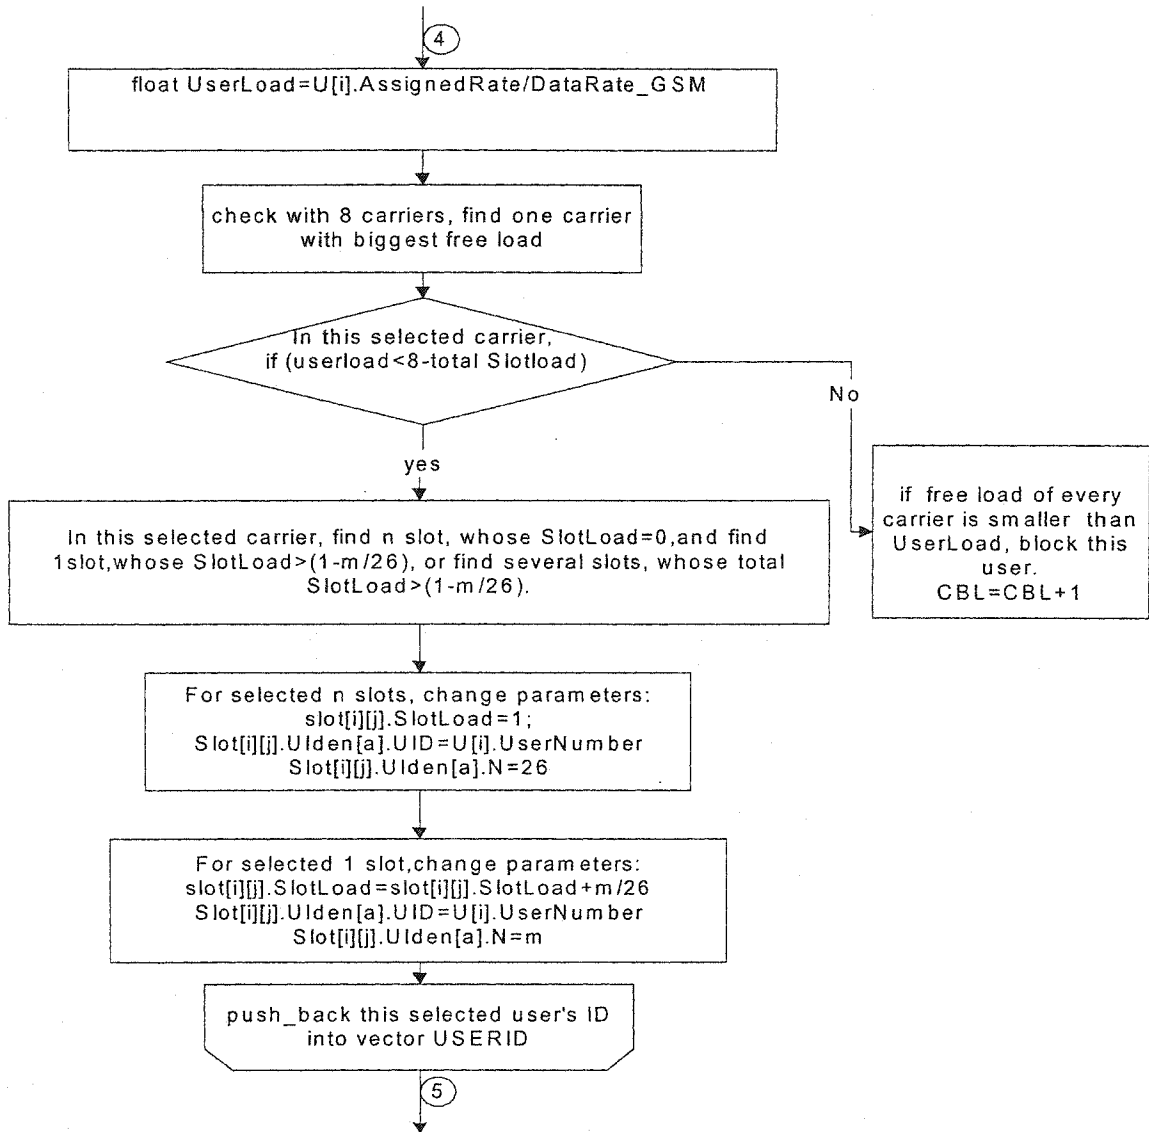 4
float UserLoad=U[i].AssignedRate/DataRate_GSM
check with 8 carriers, find one carrier
with biggest free load
In this selected carrier,
if (userload<8-total Slotload)
No
yes
if free load of every
carrier is smaller than
UserLoad, block this
user.
CBL=CBL+1
In this selected carrier, find n slot, whose SlotLoad=0,and find
1slot,whose SlotLoad>(1-m/26), or find several slots, whose total
SlotLoad>(1-m/26).
For selected n slots, change parameters:
slot[i][j].SlotLoad=1;
Slot[i][j].UIden[a].UID=U[i].UserNumber
Slot[i][j].UIden[a].N=26
For selected 1 slot,change parameters:
slot[i][j].SlotLoad=slot[i][j].SlotLoad+m/26
Slot[i][j].UIden[a].UID=U[i].UserNumber
Slot[i][j].UIden[a].N=m
push_back this selected user's ID
into vector USERID
5